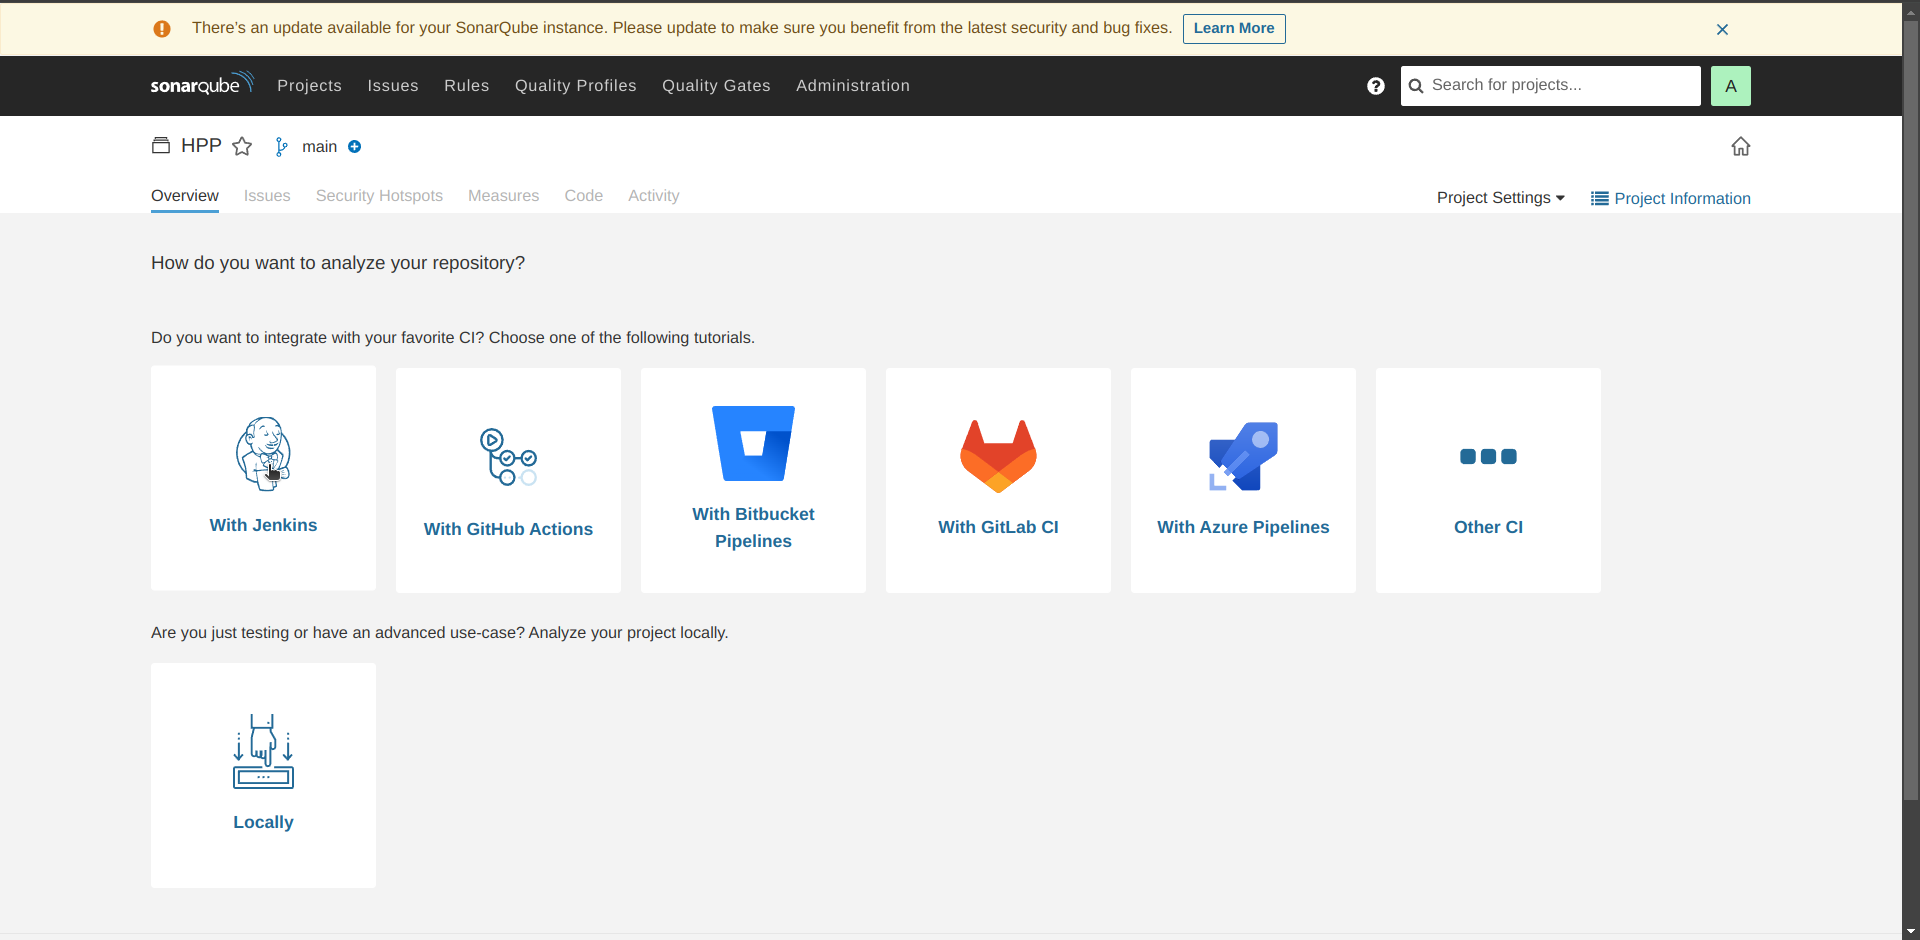 There's an update available for your SonarQube instance. Please update to make sure you benefit from the latest security and bug fixes. Learn More
sonarqube Projects Issues Rules Quality Profiles Quality Gates Administration Search for projects... A
HPP main
Overview Issues Security Hotspots Measures Code Activity Project Settings Project Information
How do you want to analyze your repository?
Do you want to integrate with your favorite CI? Choose one of the following tutorials.
With Jenkins
With GitHub Actions
With Bitbucket
Pipelines
With GitLab CI
With Azure Pipelines
Other CI
Are you just testing or have an advanced use-case? Analyze your project locally.
Locally